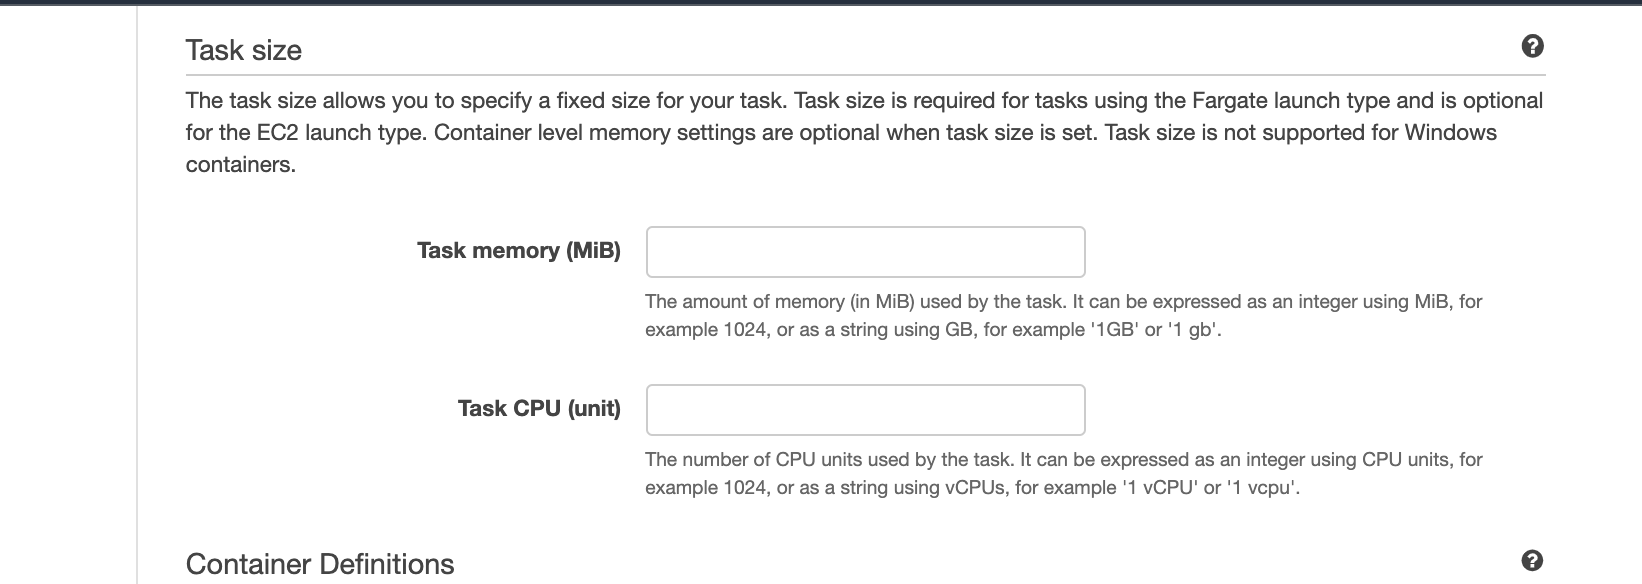 Task size
The task size allows you to specify a fixed size for your task. Task size is required for tasks using the Fargate launch type and is optional
for the EC2 launch type. Container level memory settings are optional when task size is set. Task size is not supported for Windows
containers.
Task memory (MiB)
The amount of memory (in MiB) used by the task. It can be expressed as an integer using MiB, for
example 1024, or as a string using GB, for example '1GB' or '1 gb'.
Task CPU (unit)
The number of CPU units used by the task. It can be expressed as an integer using CPU units, for
example 1024, or as a string using vCPUs, for example '1 vCPU' or '1 vcpu'.
Container Definitions